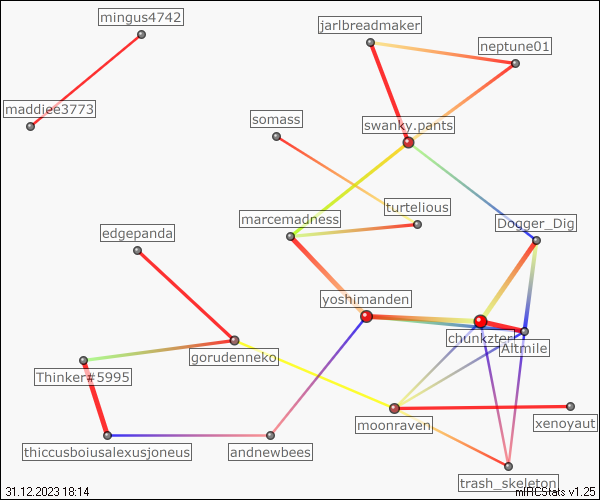 mingus4742
jarlbreadmaker
neptune01
maddiee3773
somass
swanky.pants
turtelious
marcemadness
Dogger_Dig
edgepanda
yoshimanden
chunkzter
Altmile
gorudenneko
Thinker#5995
moonraven
xenoyaut
thiccusboiusalexusjoneus
andnewbees
trash_skeleton
31.12.2023 18:14
mIRCStats v1.25